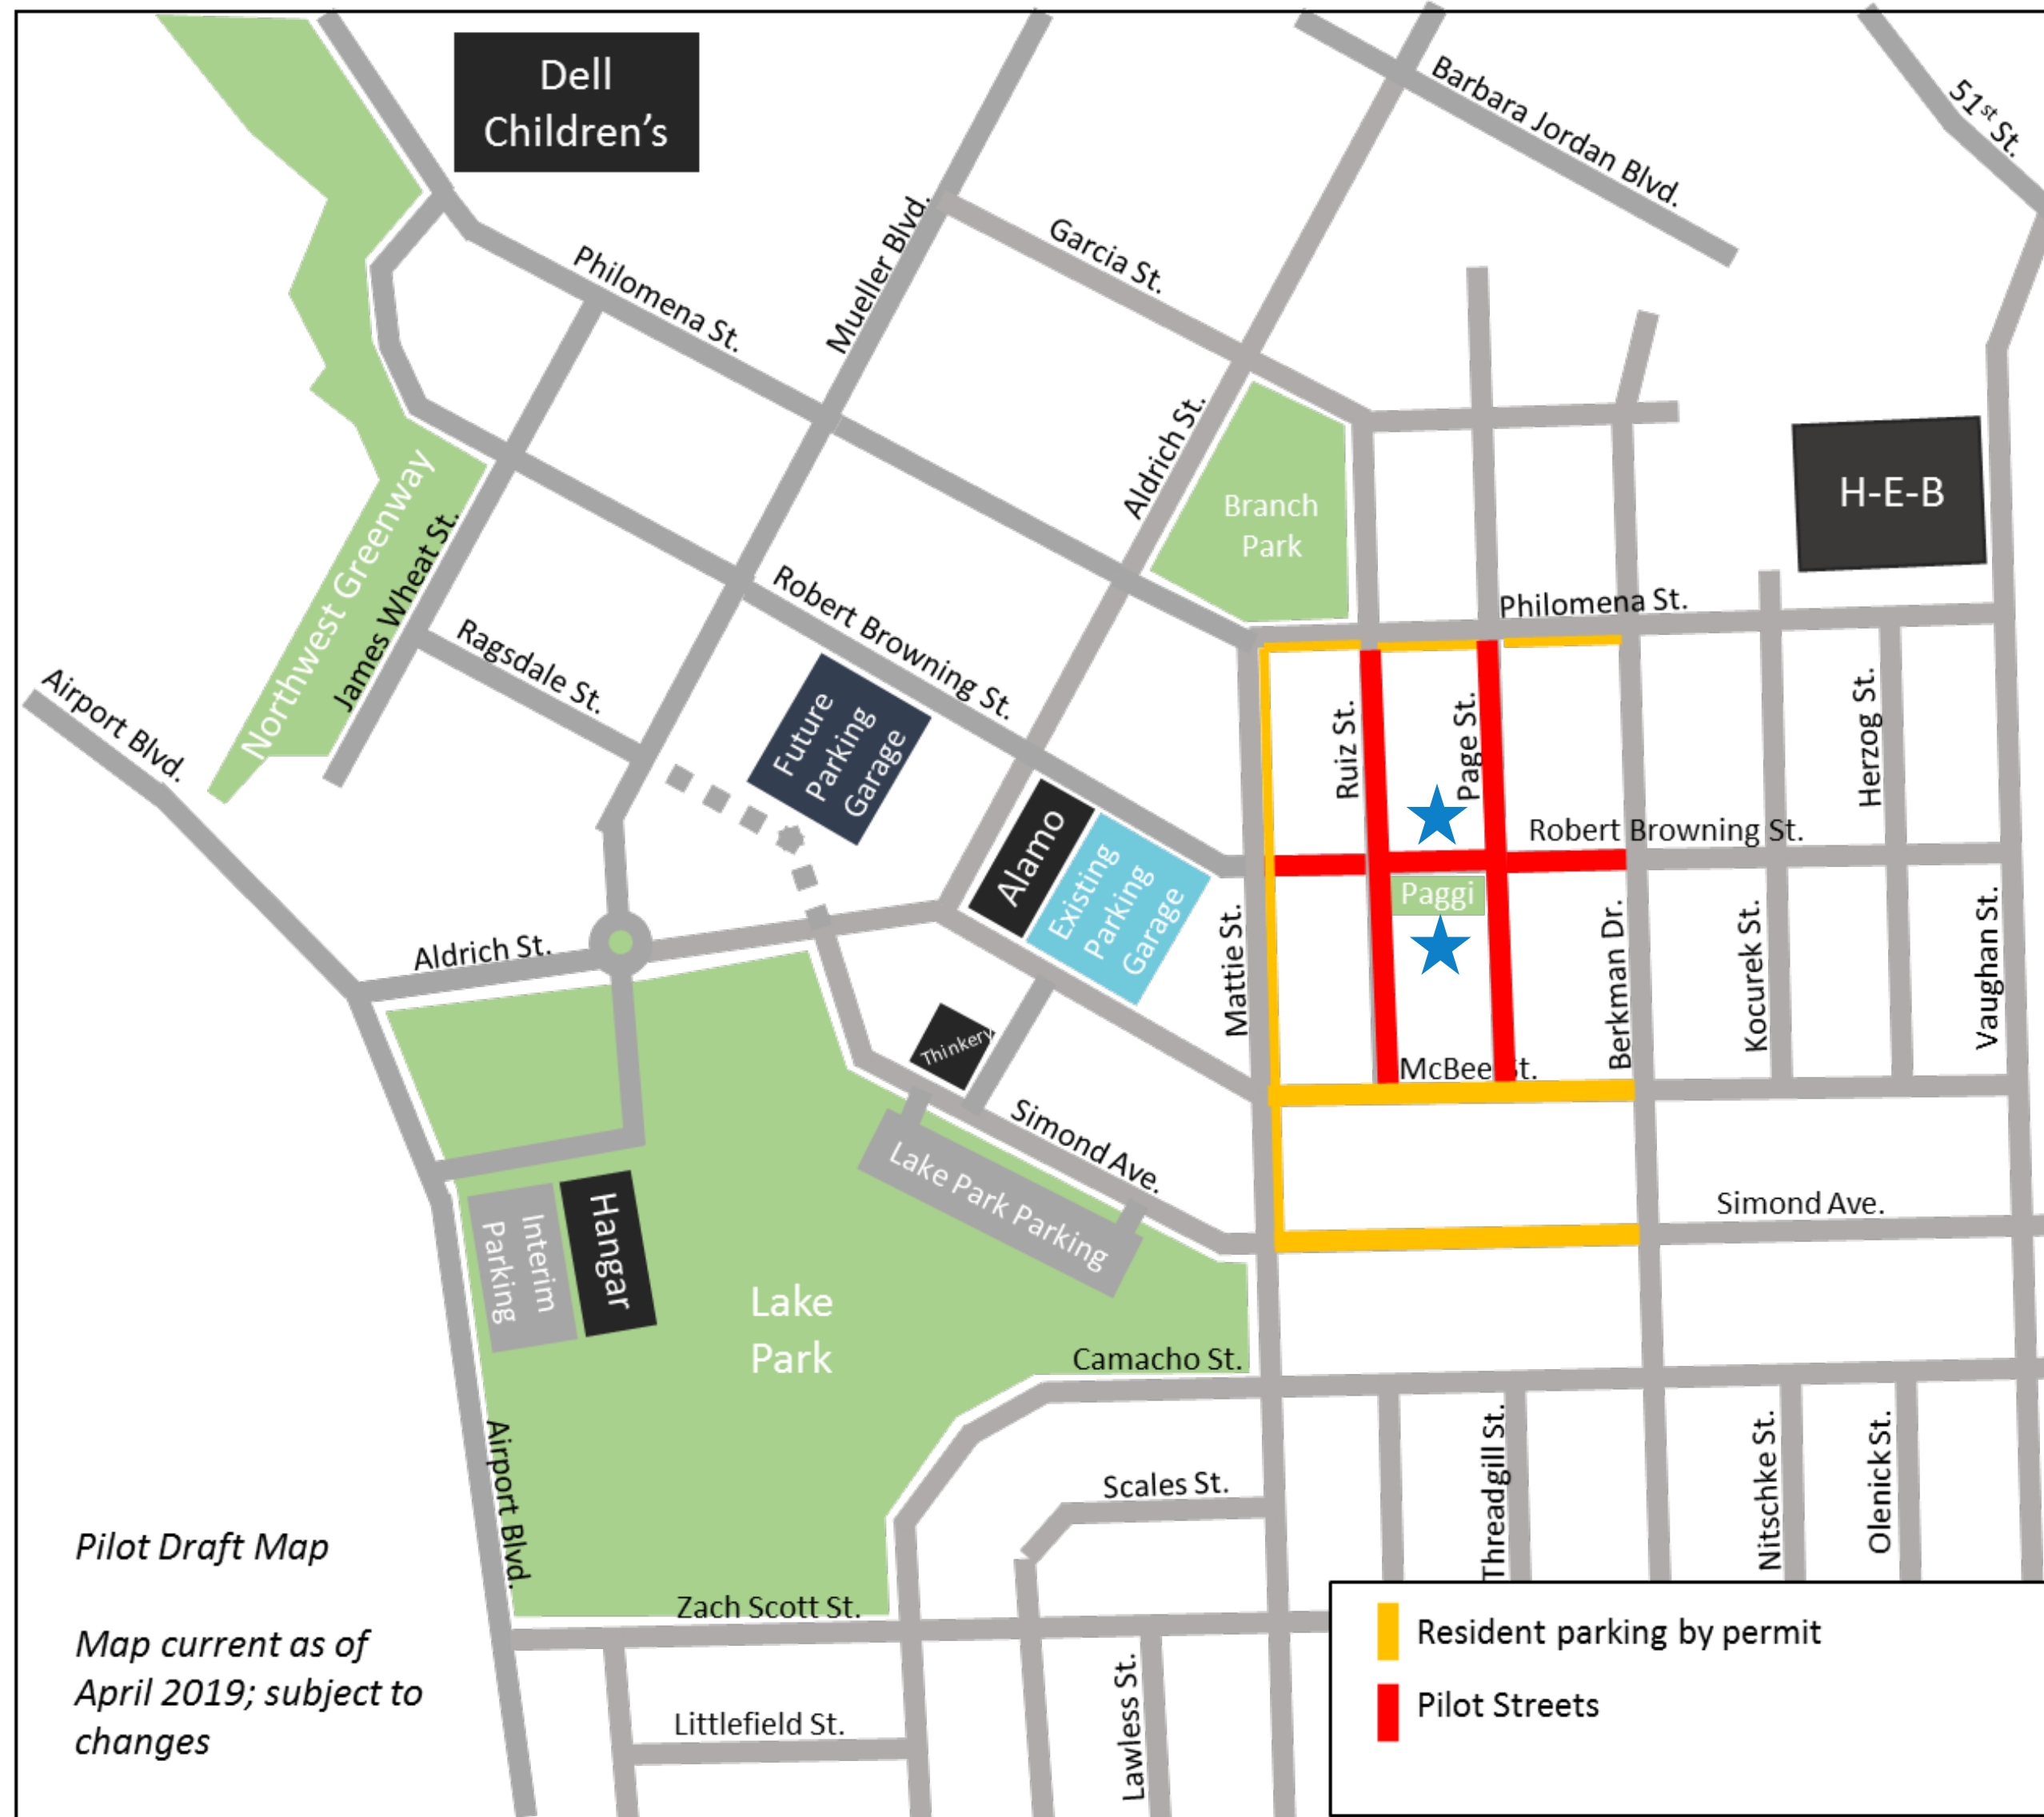 Dell
Children’s
Barbara Jordan Blvd.
51st St.
Mueller Blvd.
Garcia St.
Philomena St.
Aldrich St.
Branch
Park
H-E-B
Northwest Greenway
James Wheat St.
Robert Browning St.
Philomena St.
Ragsdale St.
Airport Blvd.
Future
Parking
Garage
Ruiz St.
Page St.
Herzog St.
Alamo
Existing
Parking
Garage
Robert Browning St.
Paggi
Aldrich St.
Mattie St.
Berkman Dr.
Kocurek St.
Vaughan St.
Thinkery
McBee St.
Simond Ave.
Lake Park Parking
Simond Ave.
Interim
Parking
Hangar
Lake
Park
Camacho St.
Airport Blvd.
Scales St.
Threadgill St.
Nitschke St.
Olenick St.
Pilot Draft Map
Map current as of
April 2019; subject to
changes
Zach Scott St.
Littlefield St.
Lawless St.
Resident parking by permit
Pilot Streets